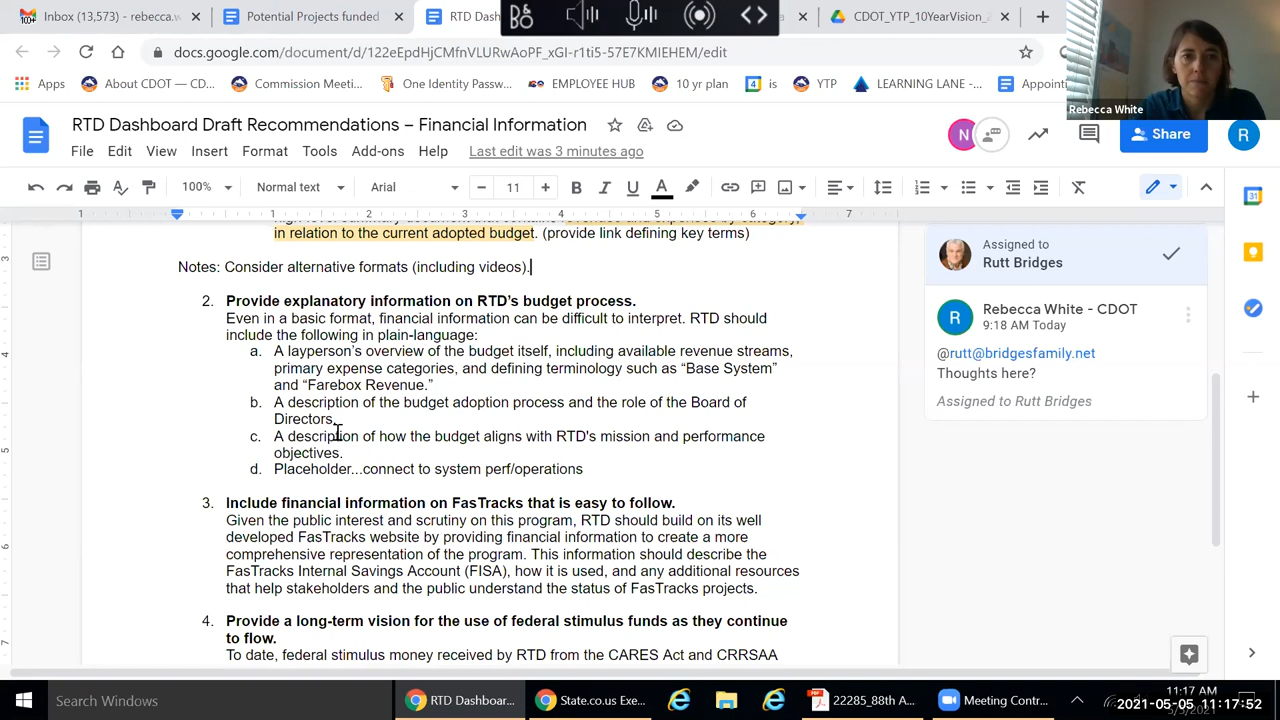 Inbox (13,573) - rebecca.w
Potential Projects funded
RTD Dash
CDOT_YTP_10YearVision_2
docs.google.com/document/d/122eEpdHjCMfnVLURwAoPF_xGI-r1ti5-57E7KMIEHEM/edit
Apps
About CDOT — CD...
Commission Meeti...
One Identity Passw...
EMPLOYEE HUB
10 yr plan
is
YTP
LEARNING LANE -...
Appointi
Rebecca White
RTD Dashboard Draft Recommendations – Financial Information
File Edit View Insert Format Tools Add-ons Help Last edit was 3 minutes ago
N
Share
R
100% Normal text Arial 11
1 1 2 3 4 5 6 7
in relation to the current adopted budget. (provide link defining key terms)
Notes: Consider alternative formats (including videos).
2. Provide explanatory information on RTD's budget process.
Even in a basic format, financial information can be difficult to interpret. RTD should
include the following in plain-language:
a. A layperson's overview of the budget itself, including available revenue streams,
primary expense categories, and defining terminology such as “Base System”
and “Farebox Revenue.”
b. A description of the budget adoption process and the role of the Board of
Directors.
c. A description of how the budget aligns with RTD's mission and performance
objectives.
d. Placeholder...connect to system perf/operations
3. Include financial information on FasTracks that is easy to follow.
Given the public interest and scrutiny on this program, RTD should build on its well
developed FasTracks website by providing financial information to create a more
comprehensive representation of the program. This information should describe the
FasTracks Internal Savings Account (FISA), how it is used, and any additional resources
that help stakeholders and the public understand the status of FasTracks projects.
4. Provide a long-term vision for the use of federal stimulus funds as they continue
to flow.
To date, federal stimulus money received by RTD from the CARES Act and CRRSAA
Assigned to
Rutt Bridges
R
Rebecca White - CDOT
9:18 AM Today
@rutt@bridgesfamily.net
Thoughts here?
Assigned to Rutt Bridges
Search Windows
RTD Dashboar...
State.co.us Exe...
22285_88th A...
Meeting Contr...
11:17 AM
2021-05-05 11:17:52